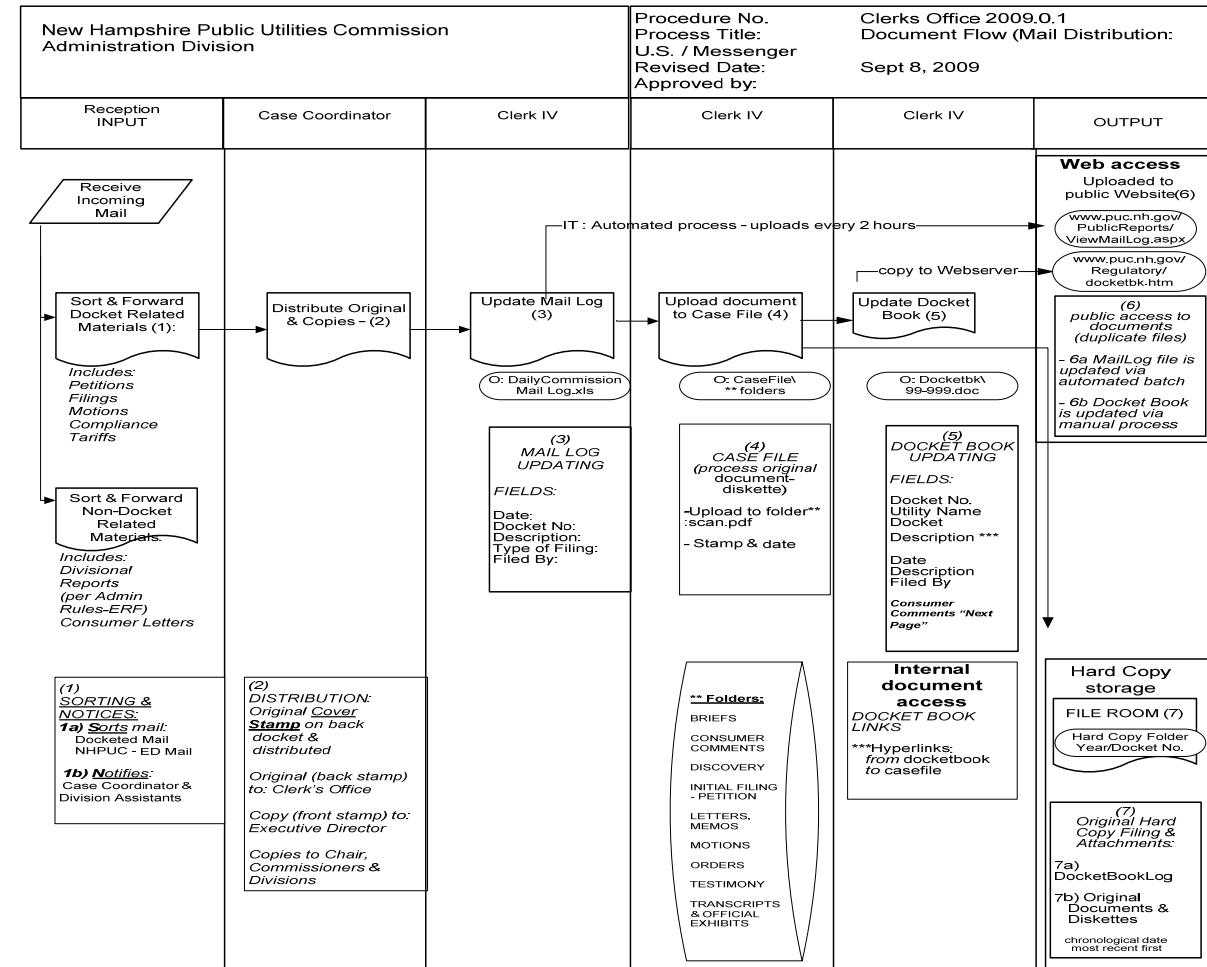 New Hampshire Public Utilities Commission
Administration Division
Procedure No.
Clerks Office 2009.0.1
Process Title:
Document Flow (Mail Distribution:
U.S. / Messenger
Revised Date:
Sept 8, 2009
Approved by:
Reception
INPUT
Case Coordinator
Clerk IV
Clerk IV
Clerk IV
OUTPUT
Receive
Incoming
Mail
Sort & Forward
Docket Related
Materials (1):
Includes:
Petitions
Filings
Motions
Compliance
Tariffs
Sort & Forward
Non-Docket
Related
Materials:
Includes:
Divisional
Reports
(per Admin
Rules-ERF)
Consumer Letters
(1)
SORTING &
NOTICES:
1a) Sorts mail:
Docketed Mail
NHPUC - ED Mail
1b) Notifies:
Case Coordinator &
Division Assistants
Distribute Original
& Copies - (2)
(2)
DISTRIBUTION:
Original Cover
Stamp on back
docket &
distributed
Original (back stamp)
to: Clerk's Office
Copy (front stamp) to:
Executive Director
Copies to Chair,
Commissioners &
Divisions
IT : Automated process - uploads every 2 hours
Update Mail Log
(3)
O: DailyCommission
Mail Log.xls
(3)
MAIL LOG
UPDATING
FIELDS:
Date:
Docket No:
Description:
Type of Filing:
Filed By:
Upload document
to Case File (4)
O: CaseFile\
** folders
(4)
CASE FILE
(process original
document-
diskette)
-Upload to folder**
:scan.pdf
- Stamp & date
** Folders:
BRIEFS
CONSUMER
COMMENTS
DISCOVERY
INITIAL FILING
- PETITION
LETTERS,
MEMOS
MOTIONS
ORDERS
TESTIMONY
TRANSCRIPTS
& OFFICIAL
EXHIBITS
copy to Webserver
Update Docket
Book (5)
O: Docketbk\
99-999.doc
(5)
DOCKET BOOK
UPDATING
FIELDS:
Docket No.
Utility Name
Docket
Description ***
Date
Description
Filed By
Consumer
Comments "Next
Page"
Internal
document
access
DOCKET BOOK
LINKS
***Hyperlinks:
from docketbook
to casefile
Web access
Uploaded to
public Website(6)
www.puc.nh.gov/
PublicReports/
ViewMailLog.aspx
www.puc.nh.gov/
Regulatory/
docketbk.htm
(6)
public access to
documents
(duplicate files)
- 6a MailLog file is
updated via
automated batch
- 6b Docket Book
is updated via
manual process
Hard Copy
storage
FILE ROOM (7)
Hard Copy Folder
Year/Docket No.
(7)
Original Hard
Copy Filing &
Attachments:
7a)
DocketBookLog
7b) Original
Documents &
Diskettes
chronological date
most recent first